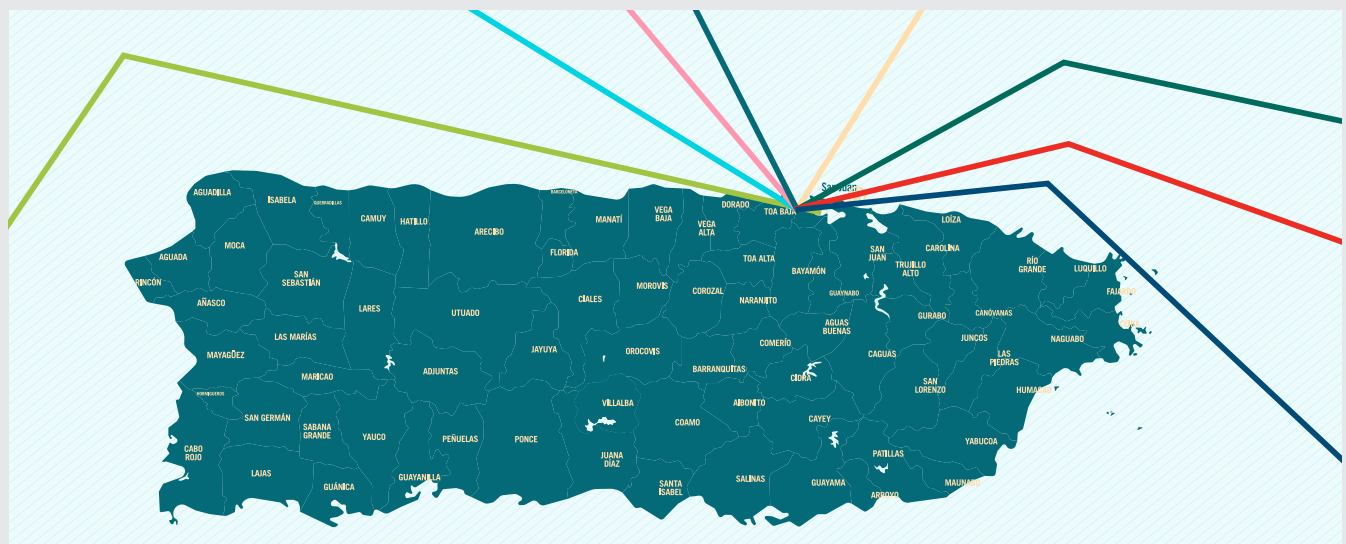 San Juan
AGUADILLA
ISABELA
QUEBRADILLAS
CAMUY
HATILLO
ARECIBO
BARCELONETA
MANATÍ
VEGA
BAJA
VEGA
ALTA
DORADO
TOA BAJA
LOÍZA
MOCA
AGUADA
RINCÓN
SAN
SEBASTIÁN
FLORIDA
TOA ALTA
BAYAMÓN
SAN
JUAN
CAROLINA
TRUJILLO
ALTO
RÍO
GRANDE
LUQUILLO
AÑASCO
LARES
UTUADO
CIALES
MOROVIS
COROZAL
NARANJITO
GUAYNABO
GURABO
CANÓVANAS
LAS MARÍAS
MAYAGÜEZ
MARICAO
ADJUNTAS
JAYUYA
OROCOVIS
BARRANQUITAS
COMERÍO
AGUAS
BUENAS
CIDRA
CAGUAS
JUNCOS
LAS
PIEDRAS
NAGUABO
HORMIGUEROS
SAN GERMÁN
SABANA
GRANDE
YAUCO
PEÑUELAS
PONCE
VILLALBA
COAMO
AIBONITO
CAYEY
SAN
LORENZO
HUMACAO
CABO
ROJO
LAJAS
GUÁNICA
GUAYANILLA
JUANA
DÍAZ
SANTA
ISABEL
SALINAS
GUAYAMA
ARROYO
PATILLAS
YABUCOA
MAUNABO